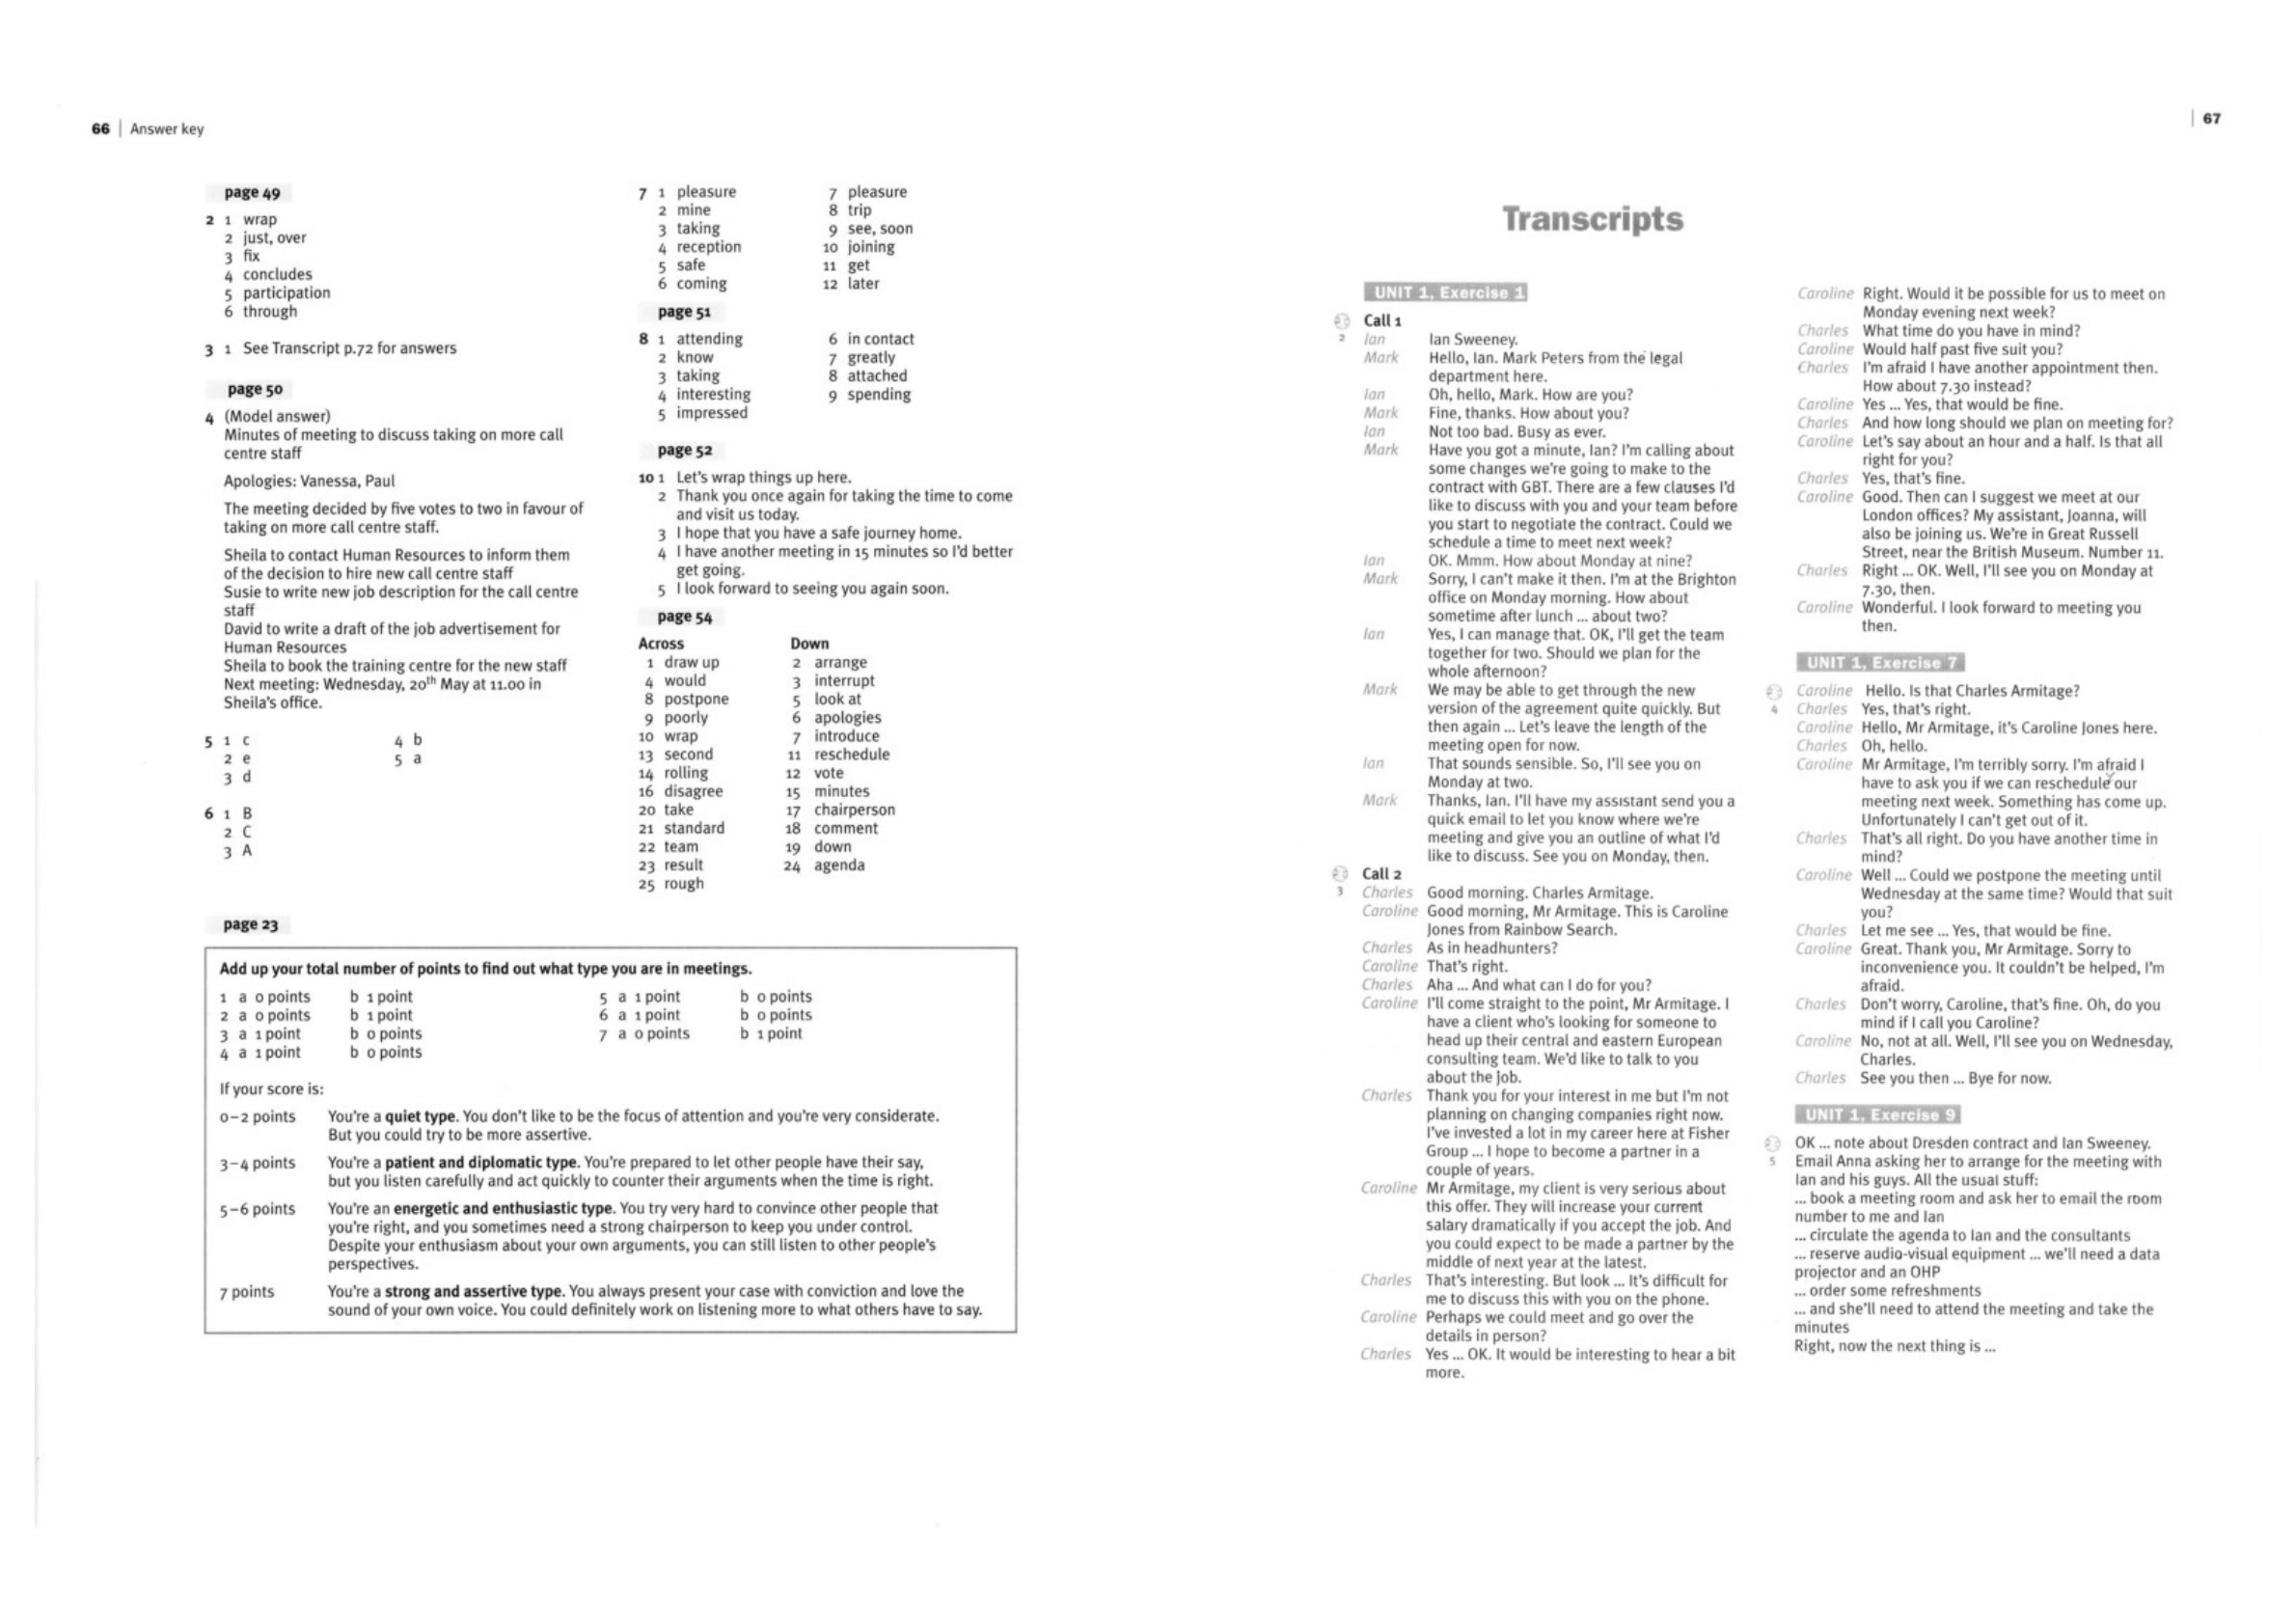 66 | Answer key
page 49
2 1 wrap
2 just, over
3 fix
4 concludes
5 participation
6 through
3 1 See Transcript p.72 for answers
page 50
4 (Model answer)
Minutes of meeting to discuss taking on more call
centre staff
Apologies: Vanessa, Paul
The meeting decided by five votes to two in favour of
taking on more call centre staff.
Sheila to contact Human Resources to inform them
of the decision to hire new call centre staff
Susie to write new job description for the call centre
staff
David to write a draft of the job advertisement for
Human Resources
Sheila to book the training centre for the new staff
Next meeting: Wednesday, 20th May at 11.00 in
Sheila's office.
5 1 c 4 b
2 e 5 a
3 d
6 1 B
2 C
3 A
7 1 pleasure 7 pleasure
2 mine 8 trip
3 taking 9 see, soon
4 reception 10 joining
5 safe 11 get
6 coming 12 later
page 51
8 1 attending 6 in contact
2 know 7 greatly
3 taking 8 attached
4 interesting 9 spending
5 impressed
page 52
10 1 Let's wrap things up here.
2 Thank you once again for taking the time to come
and visit us today.
3 I hope that you have a safe journey home.
4 I have another meeting in 15 minutes so I'd better
get going.
5 I look forward to seeing you again soon.
page 54
Across Down
1 draw up 2 arrange
4 would 3 interrupt
8 postpone 5 look at
9 poorly 6 apologies
10 wrap 7 introduce
13 second 11 reschedule
14 rolling 12 vote
16 disagree 15 minutes
20 take 17 chairperson
21 standard 18 comment
22 team 19 down
23 result 24 agenda
25 rough
page 23
Add up your total number of points to find out what type you are in meetings.
1 a 0 points b 1 point 5 a 1 point b 0 points
2 a 0 points b 1 point 6 a 1 point b 0 points
3 a 1 point b 0 points 7 a 0 points b 1 point
4 a 1 point b 0 points
If your score is:
0–2 points You're a quiet type. You don't like to be the focus of attention and you're very considerate.
But you could try to be more assertive.
3–4 points You're a patient and diplomatic type. You're prepared to let other people have their say,
but you listen carefully and act quickly to counter their arguments when the time is right.
5–6 points You're an energetic and enthusiastic type. You try very hard to convince other people that
you're right, and you sometimes need a strong chairperson to keep you under control.
Despite your enthusiasm about your own arguments, you can still listen to other people's
perspectives.
7 points You're a strong and assertive type. You always present your case with conviction and love the
sound of your own voice. You could definitely work on listening more to what others have to say.
| 67
Transcripts
UNIT 1, Exercise 1
Call 1
2 Ian Ian Sweeney.
Mark Hello, Ian. Mark Peters from the legal
department here.
Ian Oh, hello, Mark. How are you?
Mark Fine, thanks. How about you?
Ian Not too bad. Busy as ever.
Mark Have you got a minute, Ian? I'm calling about
some changes we're going to make to the
contract with GBT. There are a few clauses I'd
like to discuss with you and your team before
you start to negotiate the contract. Could we
schedule a time to meet next week?
Ian OK. Mmm. How about Monday at nine?
Mark Sorry, I can't make it then. I'm at the Brighton
office on Monday morning. How about
sometime after lunch ... about two?
Ian Yes, I can manage that. OK, I'll get the team
together for two. Should we plan for the
whole afternoon?
Mark We may be able to get through the new
version of the agreement quite quickly. But
then again ... Let's leave the length of the
meeting open for now.
Ian That sounds sensible. So, I'll see you on
Monday at two.
Mark Thanks, Ian. I'll have my assistant send you a
quick email to let you know where we're
meeting and give you an outline of what I'd
like to discuss. See you on Monday, then.
Call 2
3 Charles Good morning. Charles Armitage.
Caroline Good morning, Mr Armitage. This is Caroline
Jones from Rainbow Search.
Charles As in headhunters?
Caroline That's right.
Charles Aha ... And what can I do for you?
Caroline I'll come straight to the point, Mr Armitage. I
have a client who's looking for someone to
head up their central and eastern European
consulting team. We'd like to talk to you
about the job.
Charles Thank you for your interest in me but I'm not
planning on changing companies right now.
I've invested a lot in my career here at Fisher
Group ... I hope to become a partner in a
couple of years.
Caroline Mr Armitage, my client is very serious about
this offer. They will increase your current
salary dramatically if you accept the job. And
you could expect to be made a partner by the
middle of next year at the latest.
Charles That's interesting. But look ... It's difficult for
me to discuss this with you on the phone.
Caroline Perhaps we could meet and go over the
details in person?
Charles Yes ... OK. It would be interesting to hear a bit
more.
Caroline Right. Would it be possible for us to meet on
Monday evening next week?
Charles What time do you have in mind?
Caroline Would half past five suit you?
Charles I'm afraid I have another appointment then.
How about 7.30 instead?
Caroline Yes ... Yes, that would be fine.
Charles And how long should we plan on meeting for?
Caroline Let's say about an hour and a half. Is that all
right for you?
Charles Yes, that's fine.
Caroline Good. Then can I suggest we meet at our
London offices? My assistant, Joanna, will
also be joining us. We're in Great Russell
Street, near the British Museum. Number 11.
Charles Right ... OK. Well, I'll see you on Monday at
7.30, then.
Caroline Wonderful. I look forward to meeting you
then.
UNIT 1, Exercise 7
Caroline Hello. Is that Charles Armitage?
4 Charles Yes, that's right.
Caroline Hello, Mr Armitage, it's Caroline Jones here.
Charles Oh, hello.
Caroline Mr Armitage, I'm terribly sorry. I'm afraid I
have to ask you if we can reschedule our
meeting next week. Something has come up.
Unfortunately I can't get out of it.
Charles That's all right. Do you have another time in
mind?
Caroline Well ... Could we postpone the meeting until
Wednesday at the same time? Would that suit
you?
Charles Let me see ... Yes, that would be fine.
Caroline Great. Thank you, Mr Armitage. Sorry to
inconvenience you. It couldn't be helped, I'm
afraid.
Charles Don't worry, Caroline, that's fine. Oh, do you
mind if I call you Caroline?
Caroline No, not at all. Well, I'll see you on Wednesday,
Charles.
Charles See you then ... Bye for now.
UNIT 1, Exercise 9
OK ... note about Dresden contract and Ian Sweeney.
5 Email Anna asking her to arrange for the meeting with
Ian and his guys. All the usual stuff:
... book a meeting room and ask her to email the room
number to me and Ian
... circulate the agenda to Ian and the consultants
... reserve audio-visual equipment ... we'll need a data
projector and an OHP
... order some refreshments
... and she'll need to attend the meeting and take the
minutes
Right, now the next thing is ...